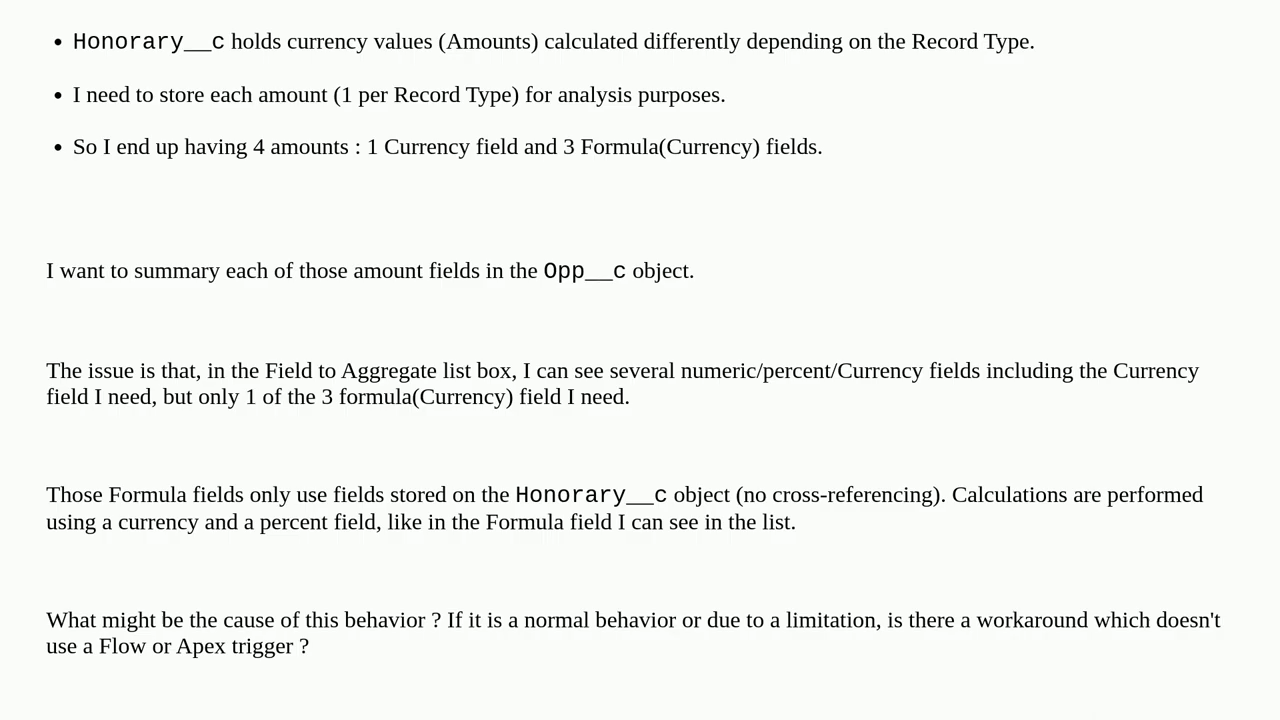 • Honorary__c holds currency values (Amounts) calculated differently depending on the Record Type.
• I need to store each amount (1 per Record Type) for analysis purposes.
• So I end up having 4 amounts : 1 Currency field and 3 Formula(Currency) fields.
I want to summary each of those amount fields in the Opp__c object.
The issue is that, in the Field to Aggregate list box, I can see several numeric/percent/Currency fields including the Currency
field I need, but only 1 of the 3 formula(Currency) field I need.
Those Formula fields only use fields stored on the Honorary__c object (no cross-referencing). Calculations are performed
using a currency and a percent field, like in the Formula field I can see in the list.
What might be the cause of this behavior ? If it is a normal behavior or due to a limitation, is there a workaround which doesn't
use a Flow or Apex trigger ?